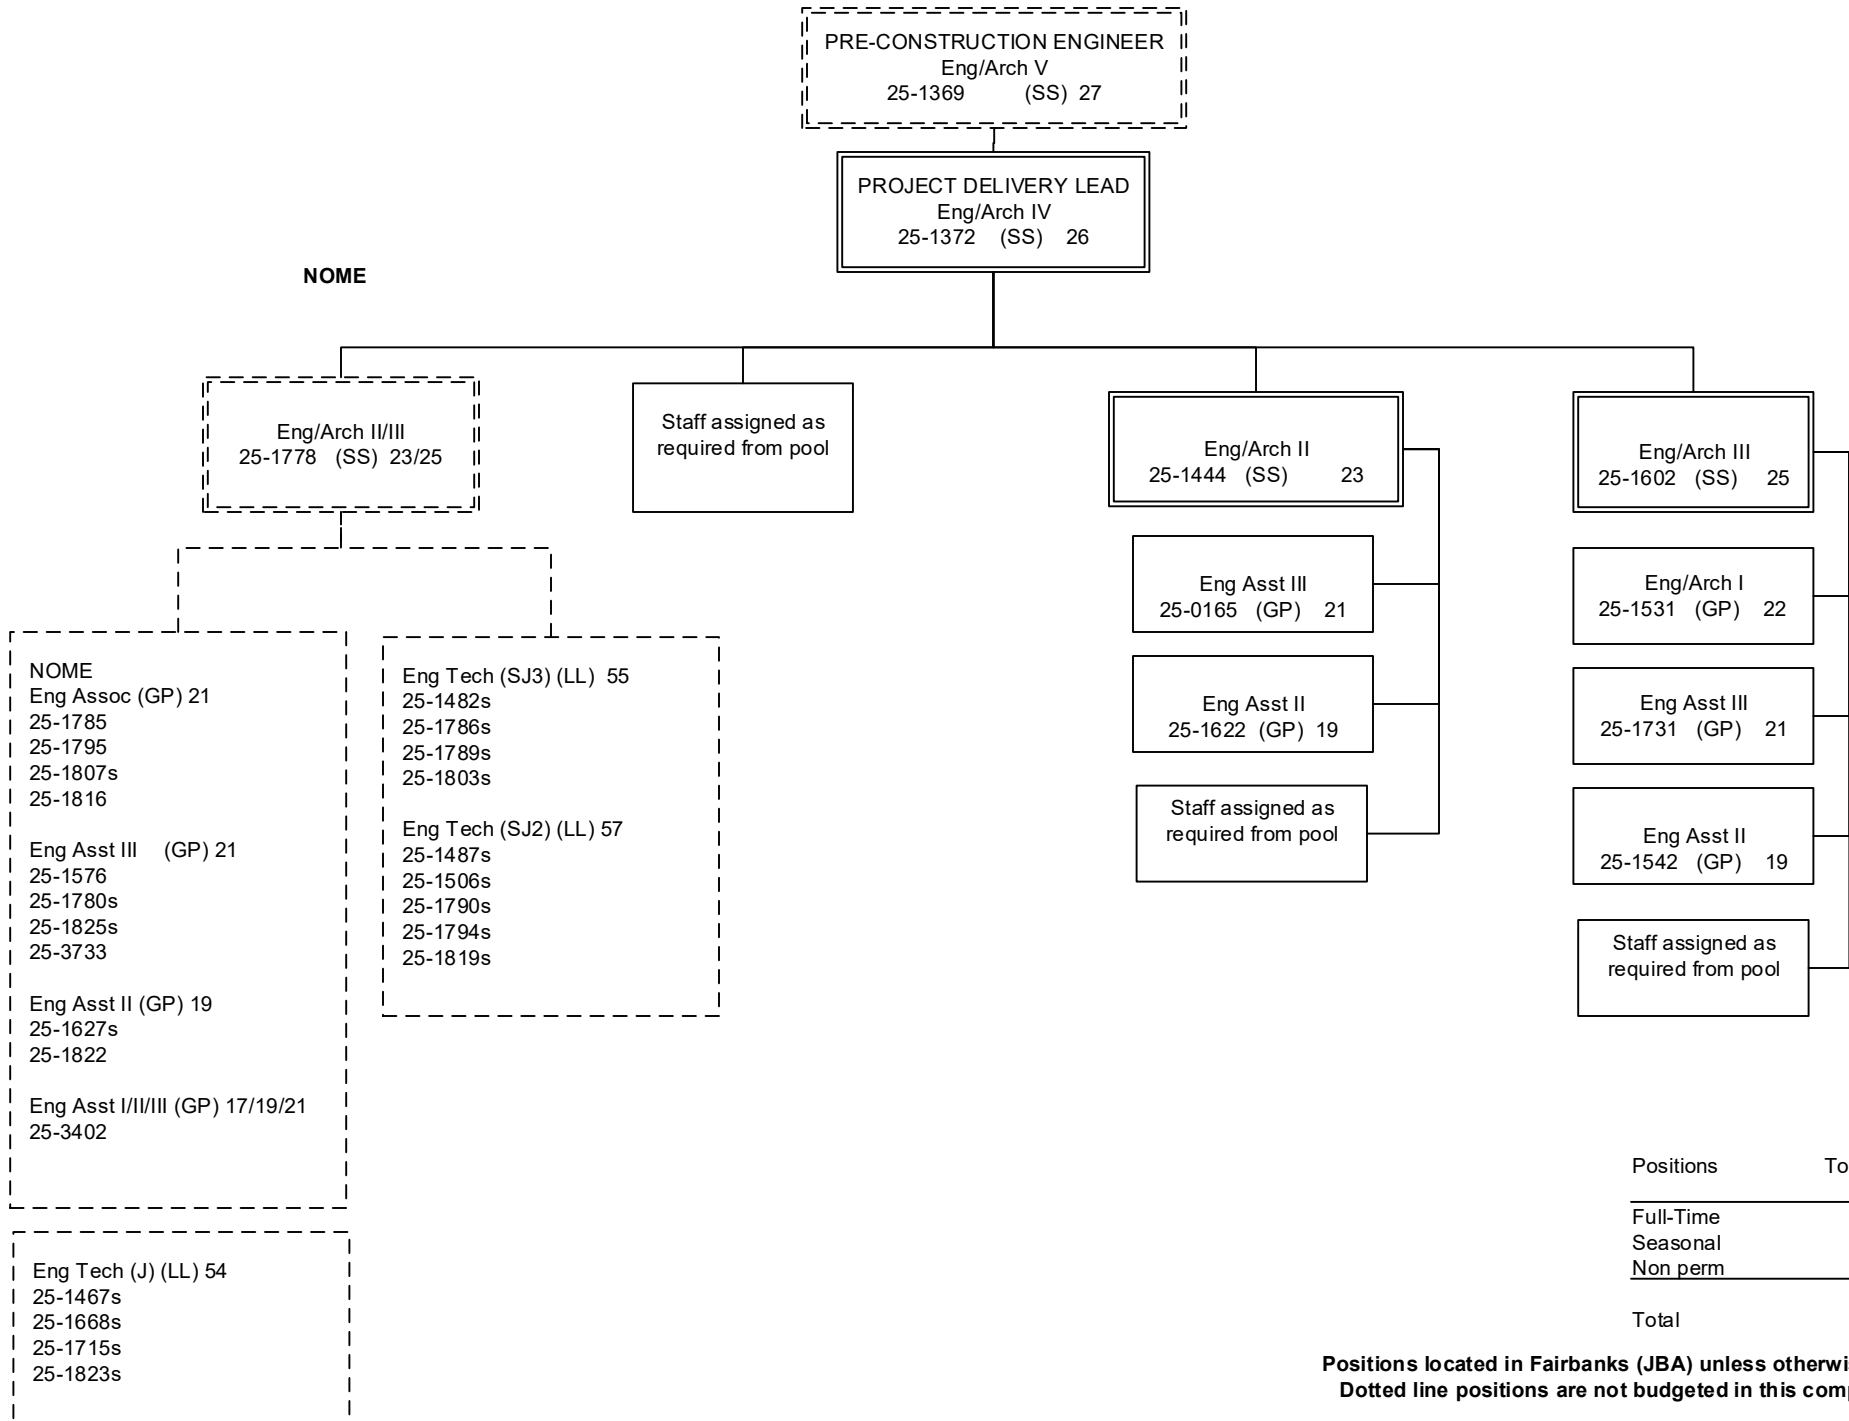 PRE-CONSTRUCTION ENGINEER
Eng/Arch V
25-1369 (SS) 27
PROJECT DELIVERY LEAD
Eng/Arch IV
25-1372 (SS) 26
NOME
Eng/Arch II/III
25-1778 (SS) 23/25
Staff assigned as
required from pool
Eng/Arch II
25-1444 (SS) 23
Eng/Arch III
25-1602 (SS) 25
NOME
Eng Assoc (GP) 21
25-1785
25-1795
25-1807s
25-1816
Eng Asst III (GP) 21
25-1576
25-1780s
25-1825s
25-3733
Eng Asst II (GP) 19
25-1627s
25-1822
Eng Asst I/II/III (GP) 17/19/21
25-3402
Eng Tech (J) (LL) 54
25-1467s
25-1668s
25-1715s
25-1823s
Eng Tech (SJ3) (LL) 55
25-1482s
25-1786s
25-1789s
25-1803s
Eng Tech (SJ2) (LL) 57
25-1487s
25-1506s
25-1790s
25-1794s
25-1819s
Eng Asst III
25-0165 (GP) 21
Eng Asst II
25-1622 (GP) 19
Staff assigned as
required from pool
Eng/Arch I
25-1531 (GP) 22
Eng Asst III
25-1731 (GP) 21
Eng Asst II
25-1542 (GP) 19
Staff assigned as
required from pool
Positions To
Full-Time
Seasonal
Non perm
Total
Positions located in Fairbanks (JBA) unless otherwi
Dotted line positions are not budgeted in this com